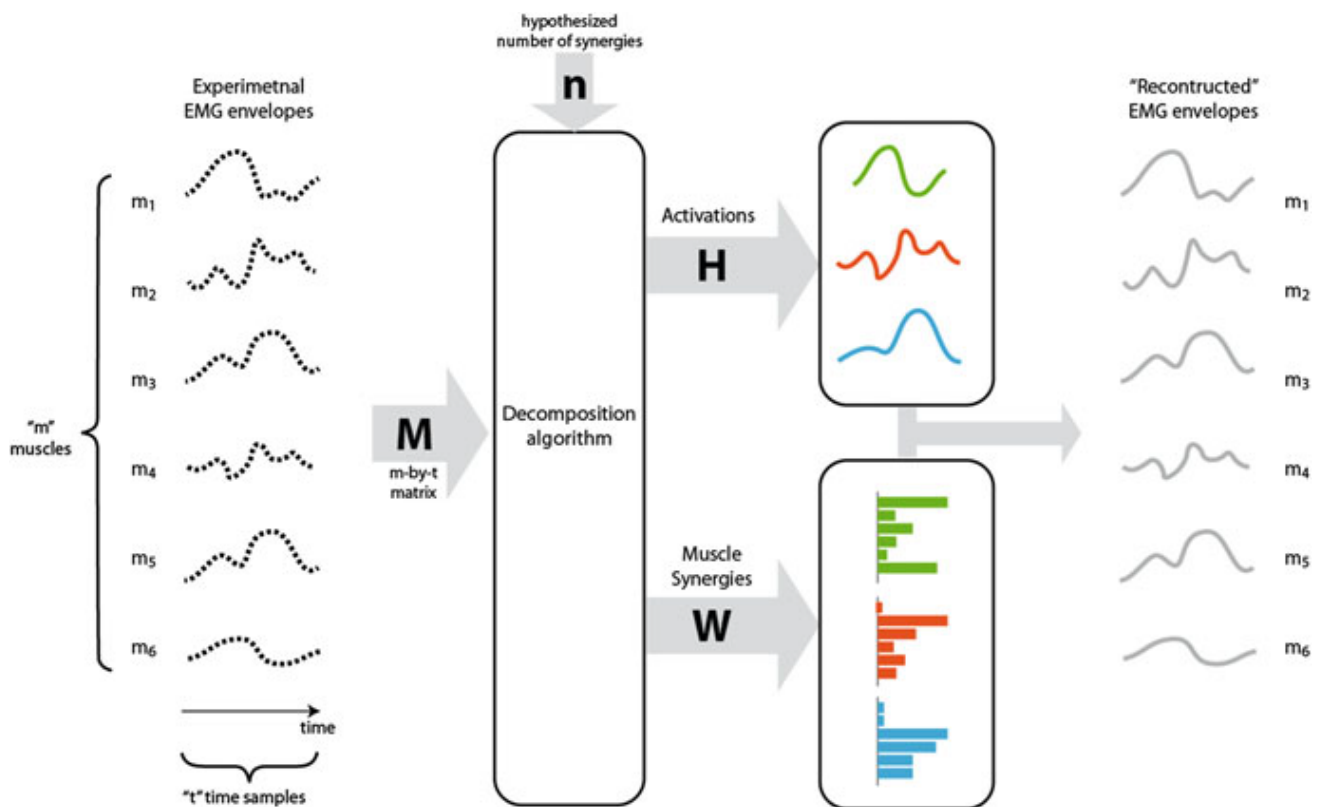 hypothesized
number of synergies
n
Experimetnal
EMG envelopes
"Recontructed"
EMG envelopes
m1
m2
m3
m4
m5
m6
"m"
muscles
time
"t" time samples
M
m-by-t
matrix
Decomposition
algorithm
Activations
H
Muscle
Synergies
W
m1
m2
m3
m4
m5
m6